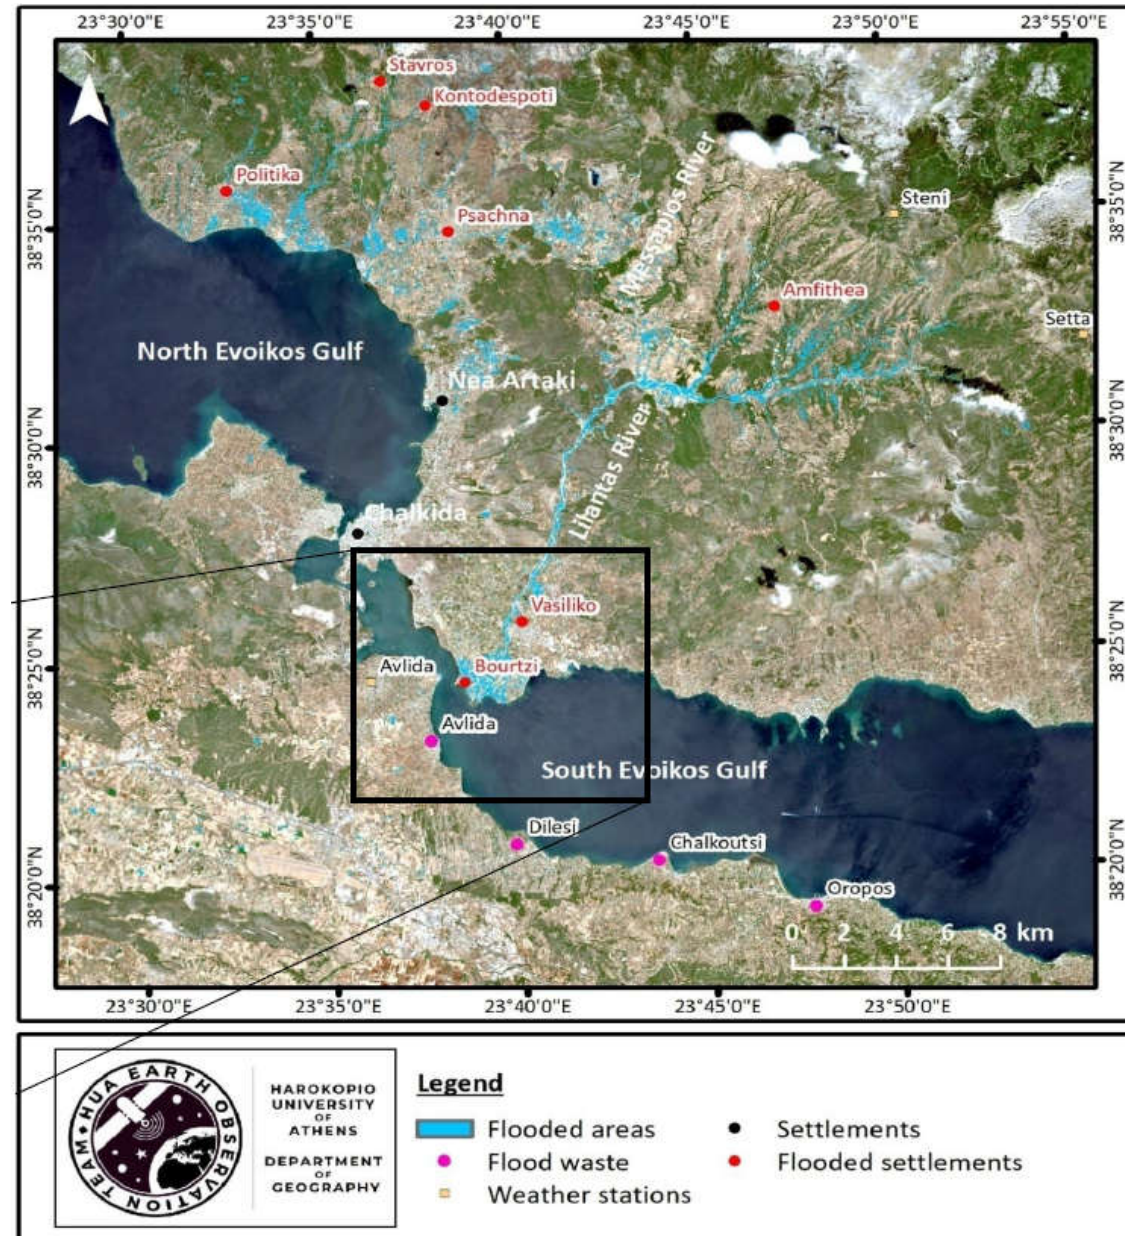 23°30'0"E 23°35'0"E 23°40'0"E 23°45'0"E 23°50'0"E 23°55'0"E
N
Stavros
Kontodespoti
Politika
Psachna
Messapios River
Steni
Amfithea
Setta
38°35'0"N
38°35'0"N
North Evoikos Gulf
Nea Artaki
38°30'0"N
38°30'0"N
Lilantas River
Chalkida
Vasiliko
Avlida
Bourtzi
38°25'0"N
38°25'0"N
Avlida
South Evoikos Gulf
Dilesi
Chalkoutsi
Oropos
38°20'0"N
38°20'0"N
0 2 4 6 8 km
23°30'0"E 23°35'0"E 23°40'0"E 23°45'0"E 23°50'0"E
HUA EARTH OBSERVATION TEAM
HAROKOPIO
UNIVERSITY
OF
ATHENS
DEPARTMENT
OF
GEOGRAPHY
Legend
Flooded areas
Flood waste
Weather stations
Settlements
Flooded settlements